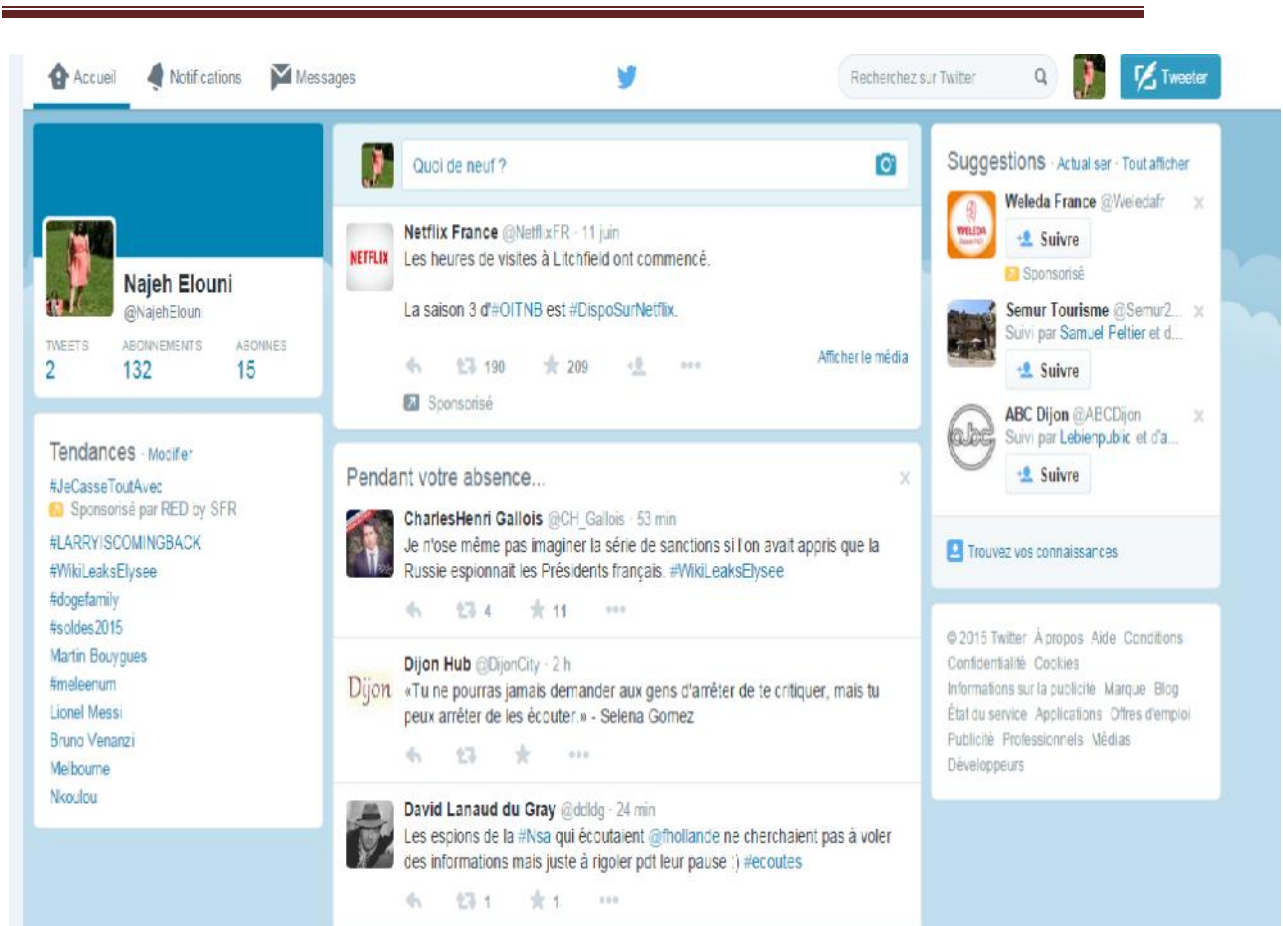 Accueil Notifications Messages Recherchez sur Twitter Tweeter
Najeh Elouni
@NajehElouni
TWEETS ABONNEMENTS ABONNÉS
2 132 15
Tendances · Modifier
#JeCasseToutAvec
Sponsorisé par RED by SFR
#LARRYISCOMINGBACK
#WikiLeaksElysee
#dogefamily
#soldes2015
Martin Bouygues
#meleenum
Lionel Messi
Bruno Venanzi
Melbourne
Nkoulou
Quoi de neuf ?
NETFLIX
Netflix France @NetflixFR · 11 juin
Les heures de visites à Litchfield ont commencé.
La saison 3 d'#OITNB est #DispoSurNetflix.
190 209 Afficher le média
Sponsorisé
Pendant votre absence...
CharlesHenri Gallois @CH_Gallois · 53 min
Je n'ose même pas imaginer la série de sanctions si l'on avait appris que la
Russie espionnait les Présidents français. #WikiLeaksElysee
4 11
Dijon
Dijon Hub @DijonCity · 2 h
«Tu ne pourras jamais demander aux gens d'arrêter de te critiquer, mais tu
peux arrêter de les écouter.» - Selena Gomez
David Lanaud du Gray @ddldg · 24 min
Les espions de la #Nsa qui écoutaient @fhollande ne cherchaient pas à voler
des informations mais juste à rigoler pdt leur pause :) #ecoutes
1 1
Suggestions · Actualiser · Tout afficher
WELEDA
Weleda France @Weledafr
Suivre
Sponsorisé
Semur Tourisme @Semur2...
Suivi par Samuel Peltier et d...
Suivre
abc
ABC Dijon @ABCDijon
Suivi par Lebienpublic et d'a...
Suivre
Trouvez vos connaissances
© 2015 Twitter À propos Aide Conditions
Confidentialité Cookies
Informations sur la publicité Marque Blog
État du service Applications Offres d'emploi
Publicité Professionnels Médias
Développeurs